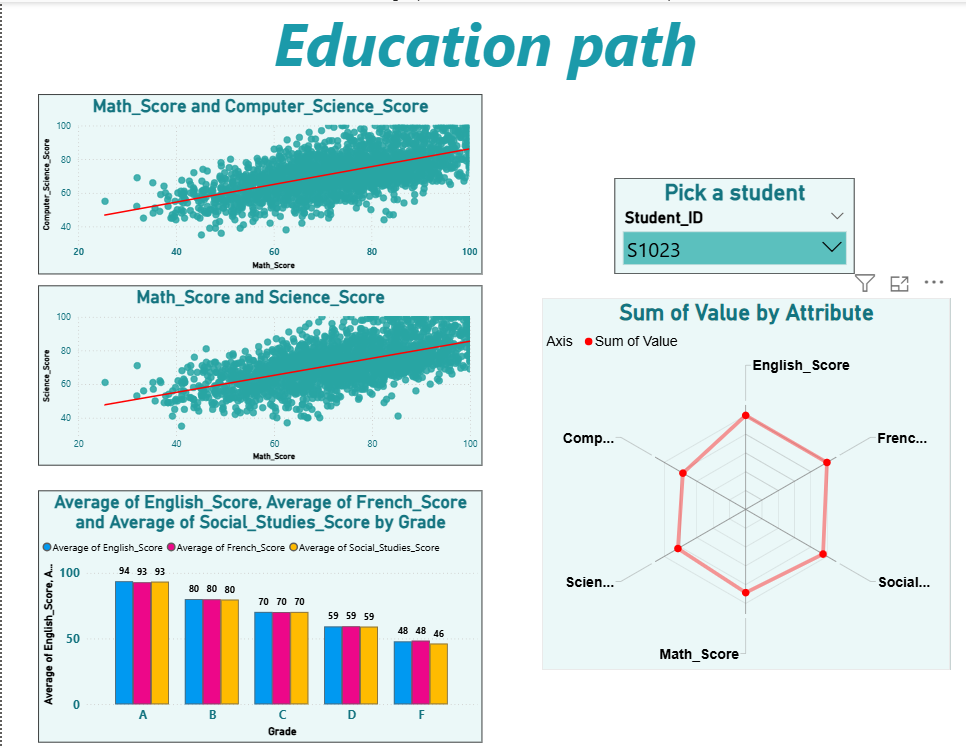 Education path
Math_Score and Computer_Science_Score
Computer_Science_Score
100
80
60
40
20 40 60 80 100
Math_Score
Math_Score and Science_Score
Science_Score
100
80
60
40
20 40 60 80 100
Math_Score
Average of English_Score, Average of French_Score
and Average of Social_Studies_Score by Grade
Average of English_Score Average of French_Score Average of Social_Studies_Score
Average of English_Score, A...
100
50
0
94 93 93
80 80 80
70 70 70
59 59 59
48 48 46
A B C D F
Grade
Pick a student
Student_ID
S1023
Sum of Value by Attribute
Axis Sum of Value
English_Score
Comp...
Frenc...
Scien...
Social...
Math_Score